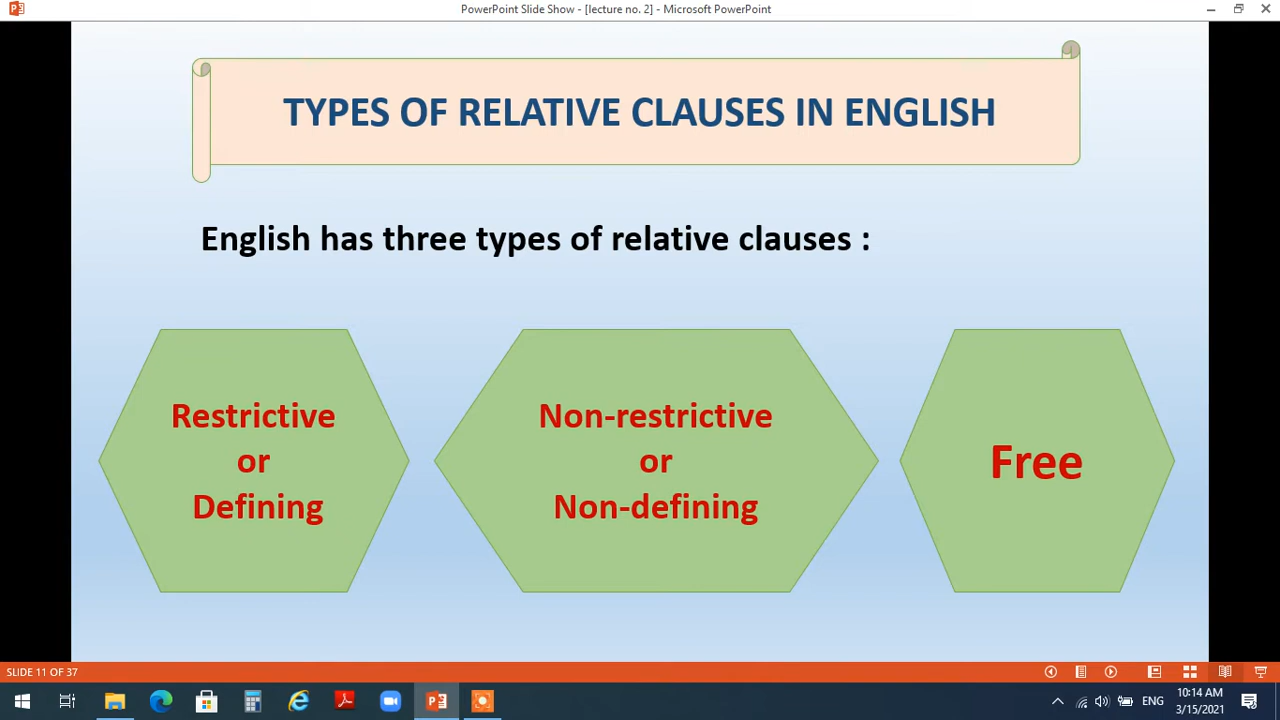 PowerPoint Slide Show - [lecture no. 2] - Microsoft PowerPoint
TYPES OF RELATIVE CLAUSES IN ENGLISH
English has three types of relative clauses :
Restrictive
or
Defining
Non-restrictive
or
Non-defining
Free
SLIDE 11 OF 37
ENG
10:14 AM
3/15/2021